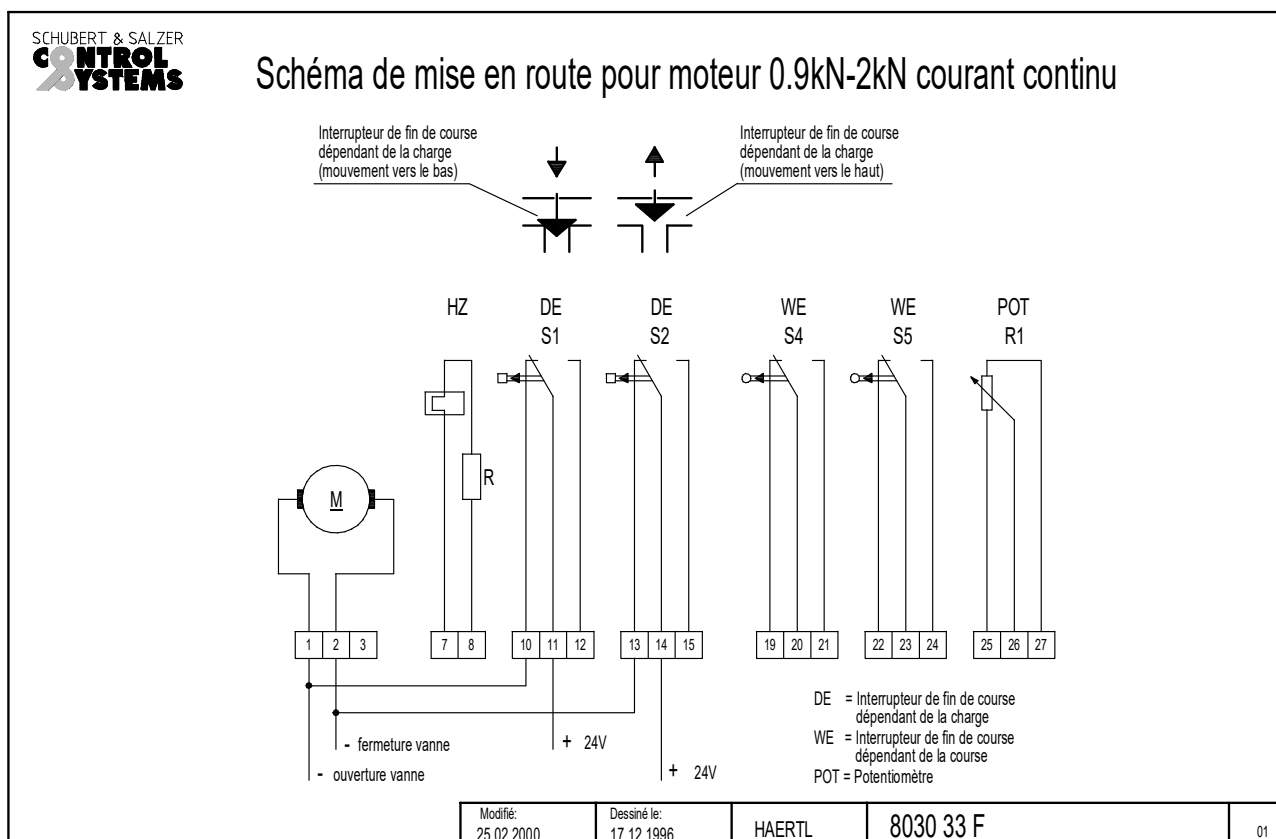 SCHUBERT & SALZER
CONTROL
SYSTEMS
Schéma de mise en route pour moteur 0.9kN-2kN courant continu
Interrupteur de fin de course
dépendant de la charge
(mouvement vers le bas)
Interrupteur de fin de course
dépendant de la charge
(mouvement vers le haut)
HZ DE DE WE WE POT
S1 S2 S4 S5 R1
R
M
1 2 3 7 8 10 11 12 13 14 15 19 20 21 22 23 24 25 26 27
- fermeture vanne
+ 24V
- ouverture vanne
+ 24V
DE = Interrupteur de fin de course
dépendant de la charge
WE = Interrupteur de fin de course
dépendant de la course
POT = Potentiomètre
Modifié:
25.02.2000
Dessiné le:
17.12.1996
HAERTL
8030 33 F
01